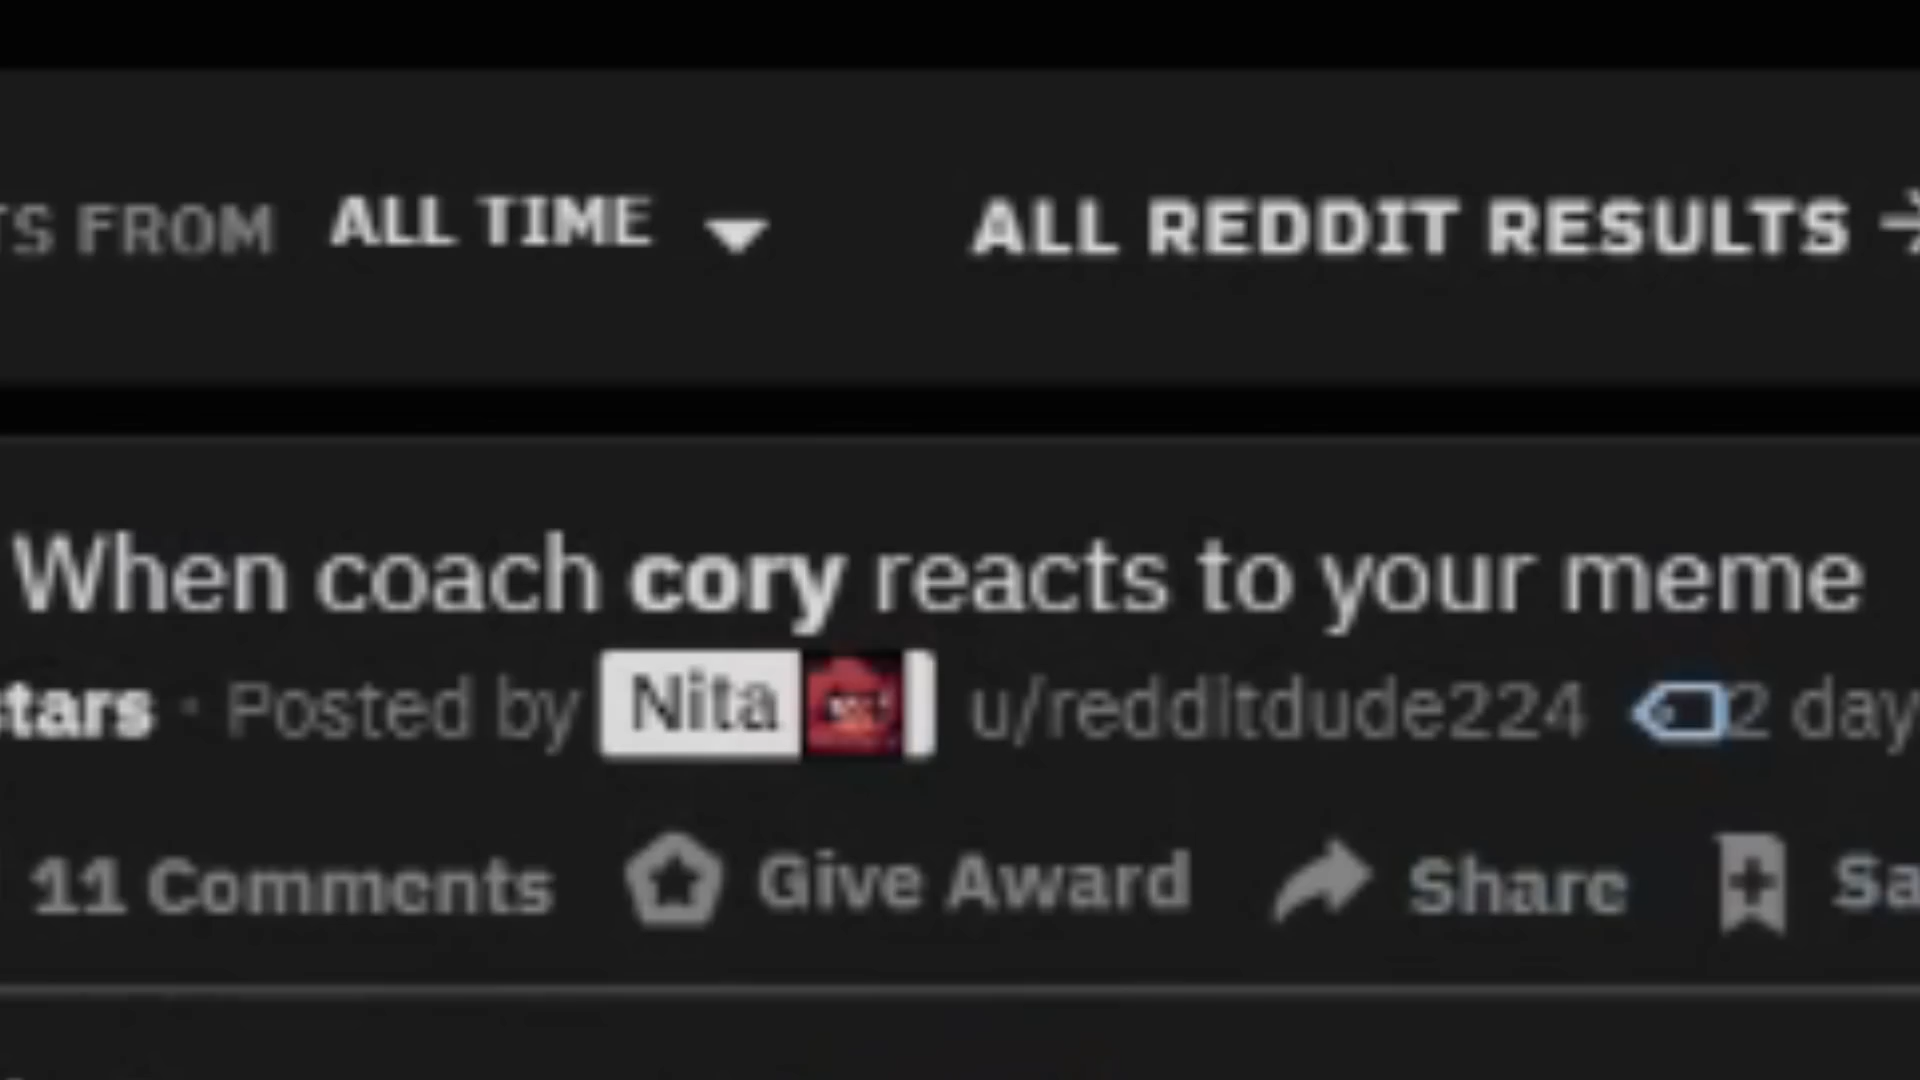 TS FROM ALL TIME ALL REDDIT RESULTS
When coach cory reacts to your meme
stars · Posted by Nita u/redditdude224 2 day
11 Comments Give Award Share Sa